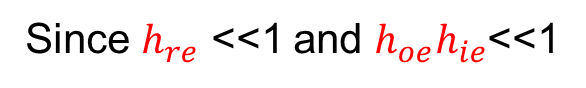 Since hre <<1 and hoehie<<1